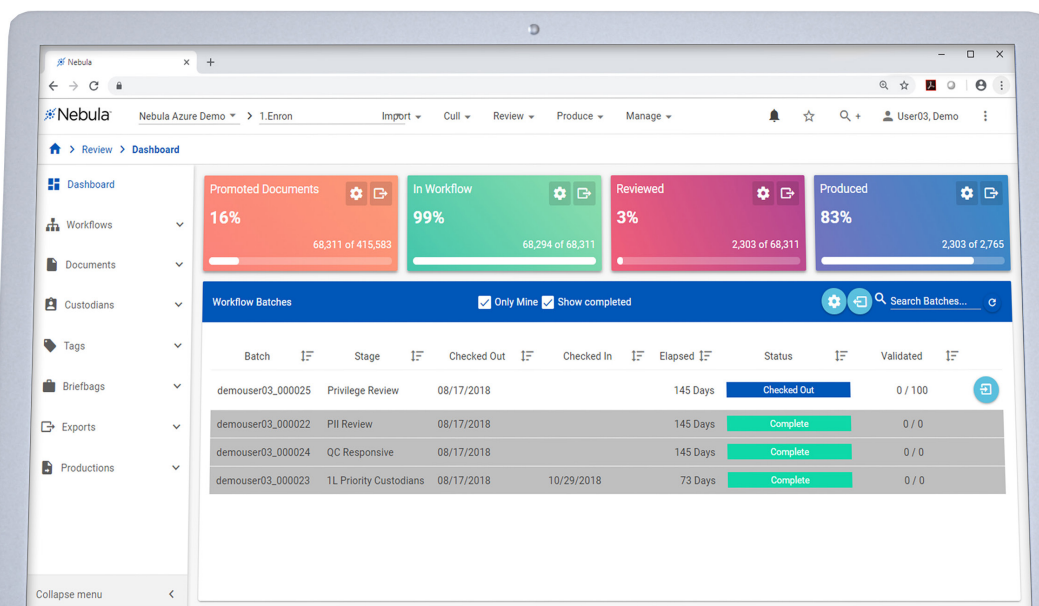 Nebula
Nebula
Nebula Azure Demo > 1.Enron Import Cull Review Produce Manage User03, Demo
> Review > Dashboard
Dashboard
Workflows
Documents
Custodians
Tags
Briefbags
Exports
Productions
Collapse menu <
Promoted Documents
16%
68,311 of 415,583
In Workflow
99%
68,294 of 68,311
Reviewed
3%
2,303 of 68,311
Produced
83%
2,303 of 2,765
Workflow Batches Only Mine Show completed Search Batches...
Batch Stage Checked Out Checked In Elapsed Status Validated
demouser03_000025 Privilege Review 08/17/2018 145 Days Checked Out 0 / 100
demouser03_000022 PII Review 08/17/2018 145 Days Complete 0 / 0
demouser03_000024 QC Responsive 08/17/2018 145 Days Complete 0 / 0
demouser03_000023 1L Priority Custodians 08/17/2018 10/29/2018 73 Days Complete 0 / 0